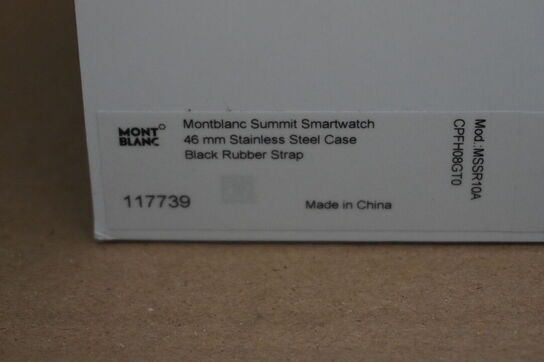 MONT
BLANC
Montblanc Summit Smartwatch
46 mm Stainless Steel Case
Black Rubber Strap
117739
Made in China
Mod.:MSSR10A
CPFH08GT0